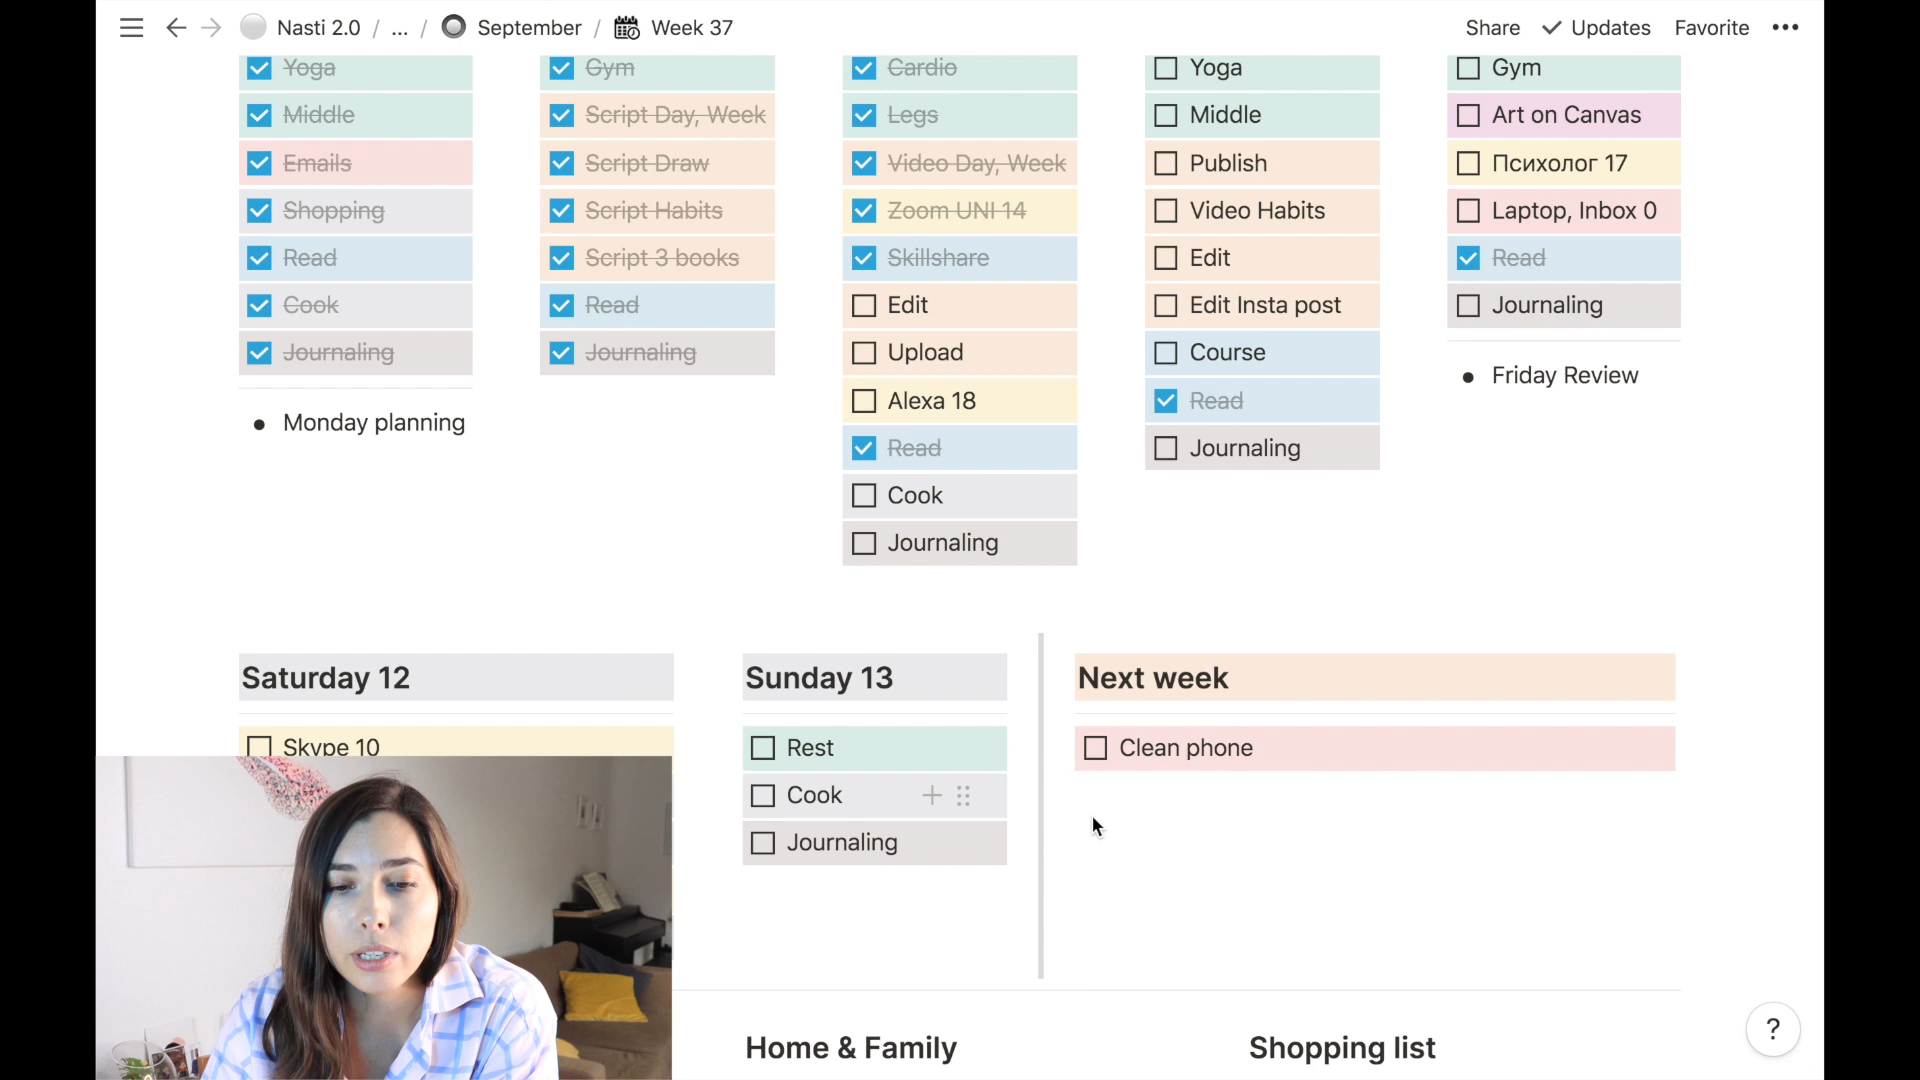 Nasti 2.0 / ... / September / Week 37
Share Updates Favorite •••
Yoga
Middle
Emails
Shopping
Read
Cook
Journaling
• Monday planning
Gym
Script Day, Week
Script Draw
Script Habits
Script 3 books
Read
Journaling
Cardio
Legs
Video Day, Week
Zoom UNI 14
Skillshare
Edit
Upload
Alexa 18
Read
Cook
Journaling
Yoga
Middle
Publish
Video Habits
Edit
Edit Insta post
Course
Read
Journaling
Gym
Art on Canvas
Психолог 17
Laptop, Inbox 0
Read
Journaling
• Friday Review
Saturday 12
Skype 10
Sunday 13
Rest
Cook
Journaling
Next week
Clean phone
Home & Family
Shopping list
?